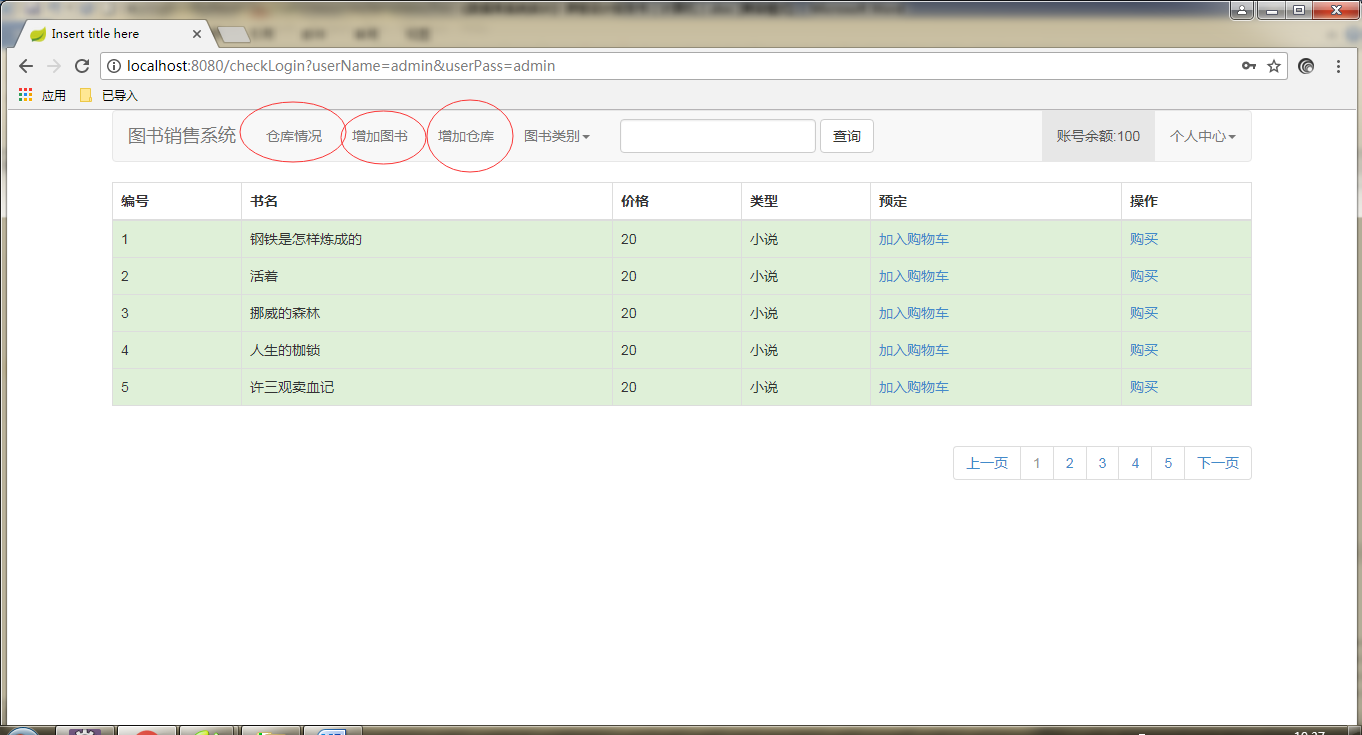 Insert title here
localhost:8080/checkLogin?userName=admin&userPass=admin
应用 已导入
图书销售系统 仓库情况 增加图书 增加仓库 图书类别 查询 账号余额:100 个人中心
编号 书名 价格 类型 预定 操作
1 钢铁是怎样炼成的 20 小说 加入购物车 购买
2 活着 20 小说 加入购物车 购买
3 挪威的森林 20 小说 加入购物车 购买
4 人生的枷锁 20 小说 加入购物车 购买
5 许三观卖血记 20 小说 加入购物车 购买
上一页 1 2 3 4 5 下一页